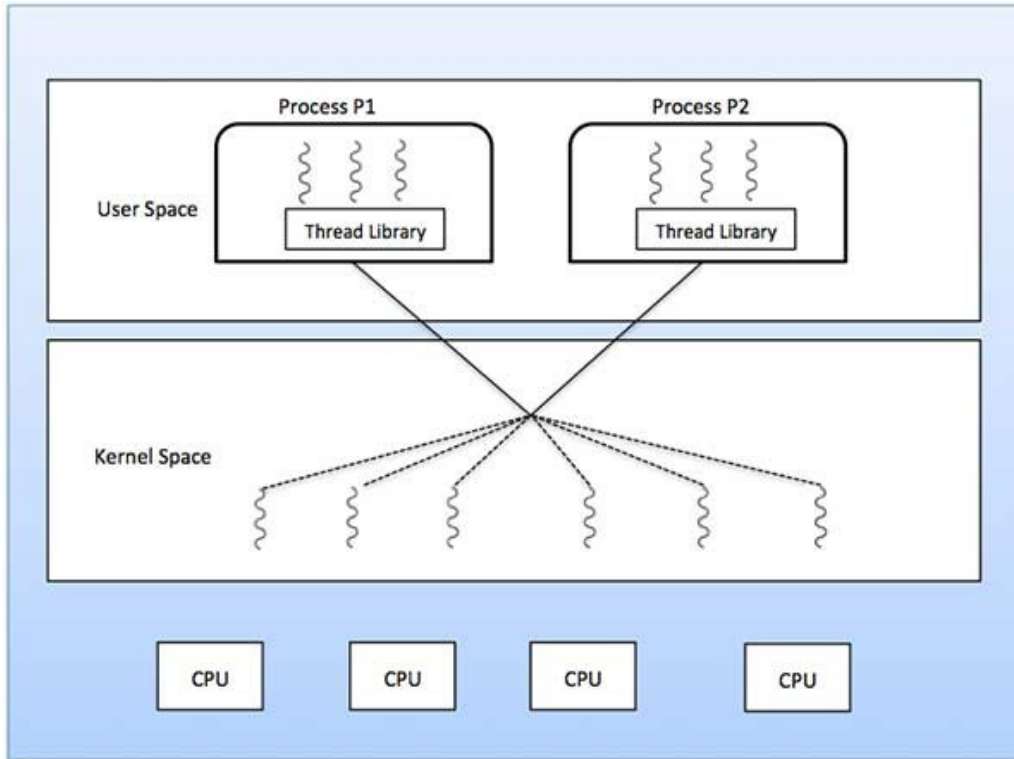 Process P1
Process P2
User Space
Thread Library
Thread Library
Kernel Space
CPU
CPU
CPU
CPU